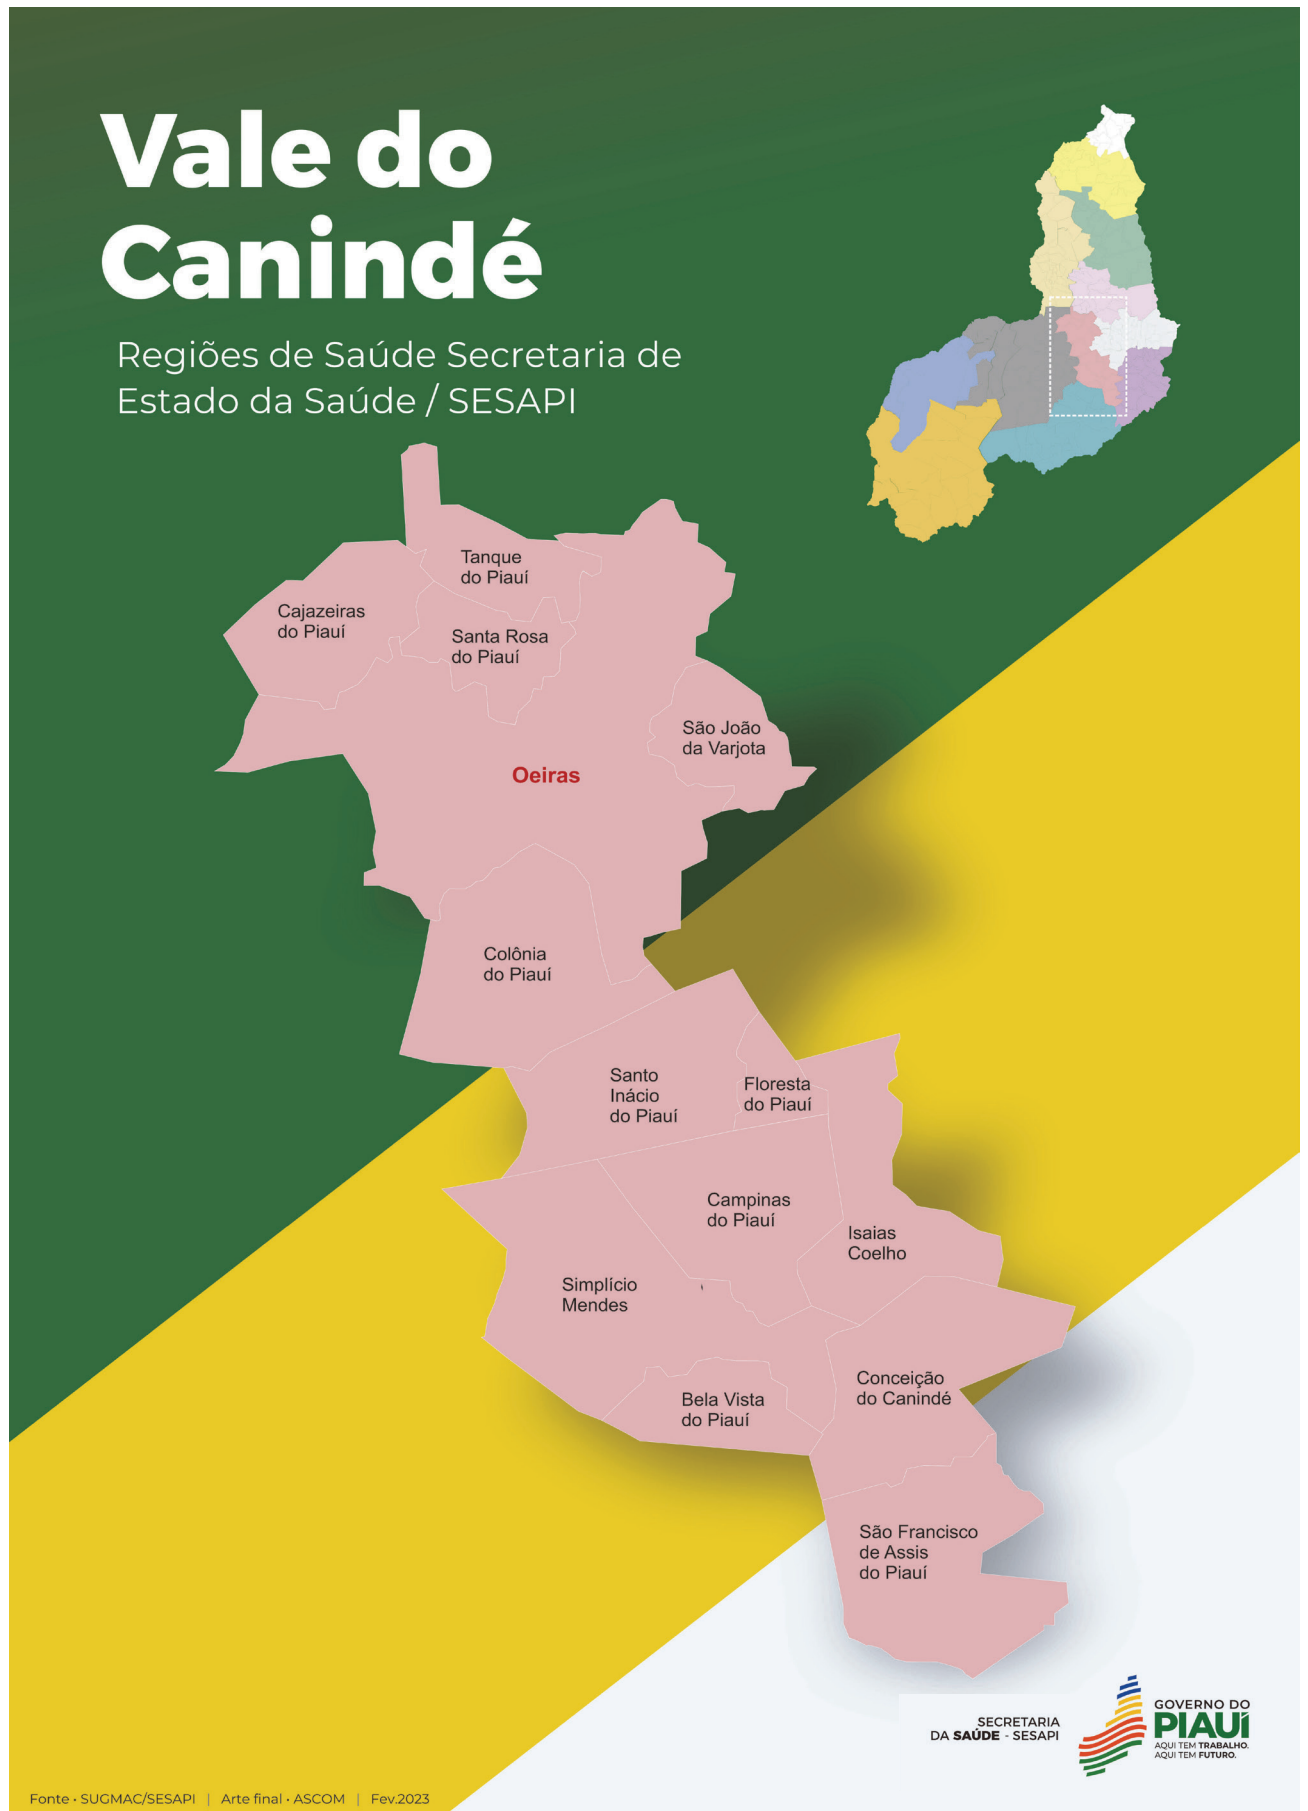 Vale do
Canindé
Regiões de Saúde Secretaria de
Estado da Saúde / SESAPI
Tanque
do Piauí
Cajazeiras
do Piauí
Santa Rosa
do Piauí
São João
da Varjota
Oeiras
Colônia
do Piauí
Santo
Inácio
do Piauí
Floresta
do Piauí
Campinas
do Piauí
Isaias
Coelho
Simplício
Mendes
Conceição
do Canindé
Bela Vista
do Piauí
São Francisco
de Assis
do Piauí
SECRETARIA
DA SAÚDE - SESAPI
GOVERNO DO
PIAUÍ
AQUI TEM TRABALHO.
AQUI TEM FUTURO.
Fonte • SUGMAC/SESAPI | Arte final • ASCOM | Fev.2023